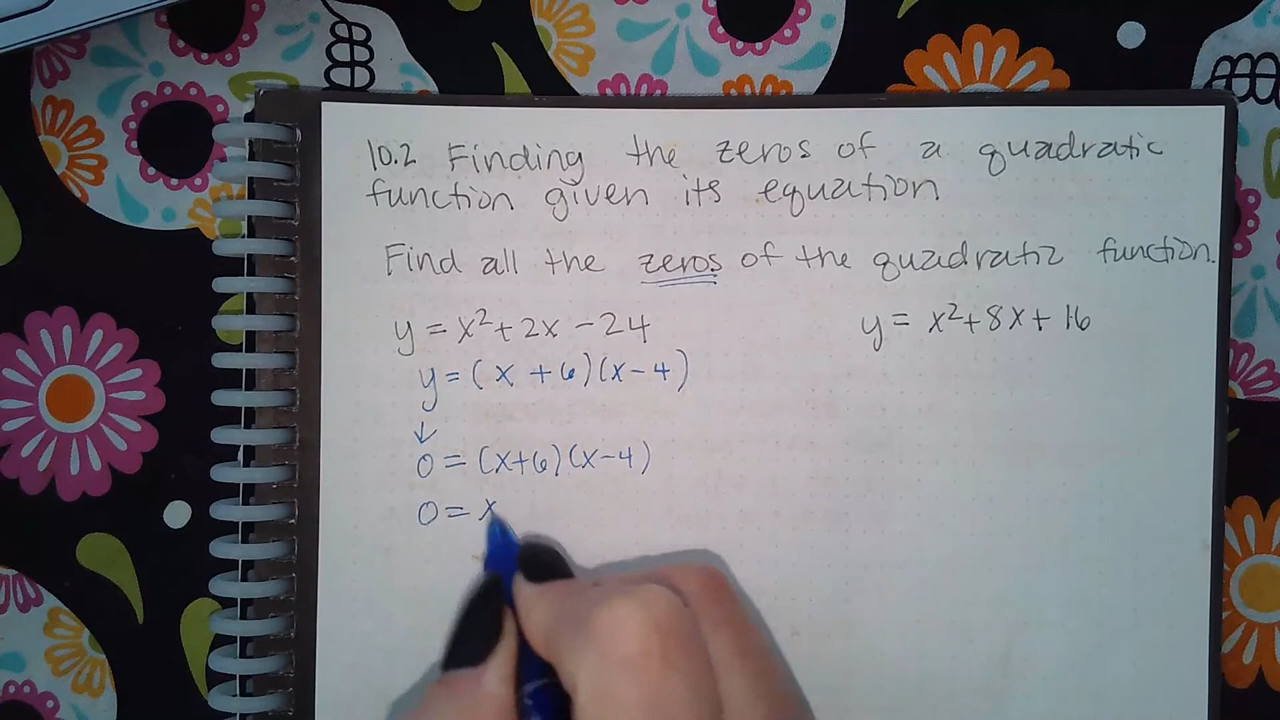 10.2 Finding the zeros of a quadratic
function given its equation
Find all the zeros of the quadratic function.
y = x²+2x-24
y = x²+8x+16
y=(x+6)(x-4)
↓
0=(x+6)(x-4)
0=x